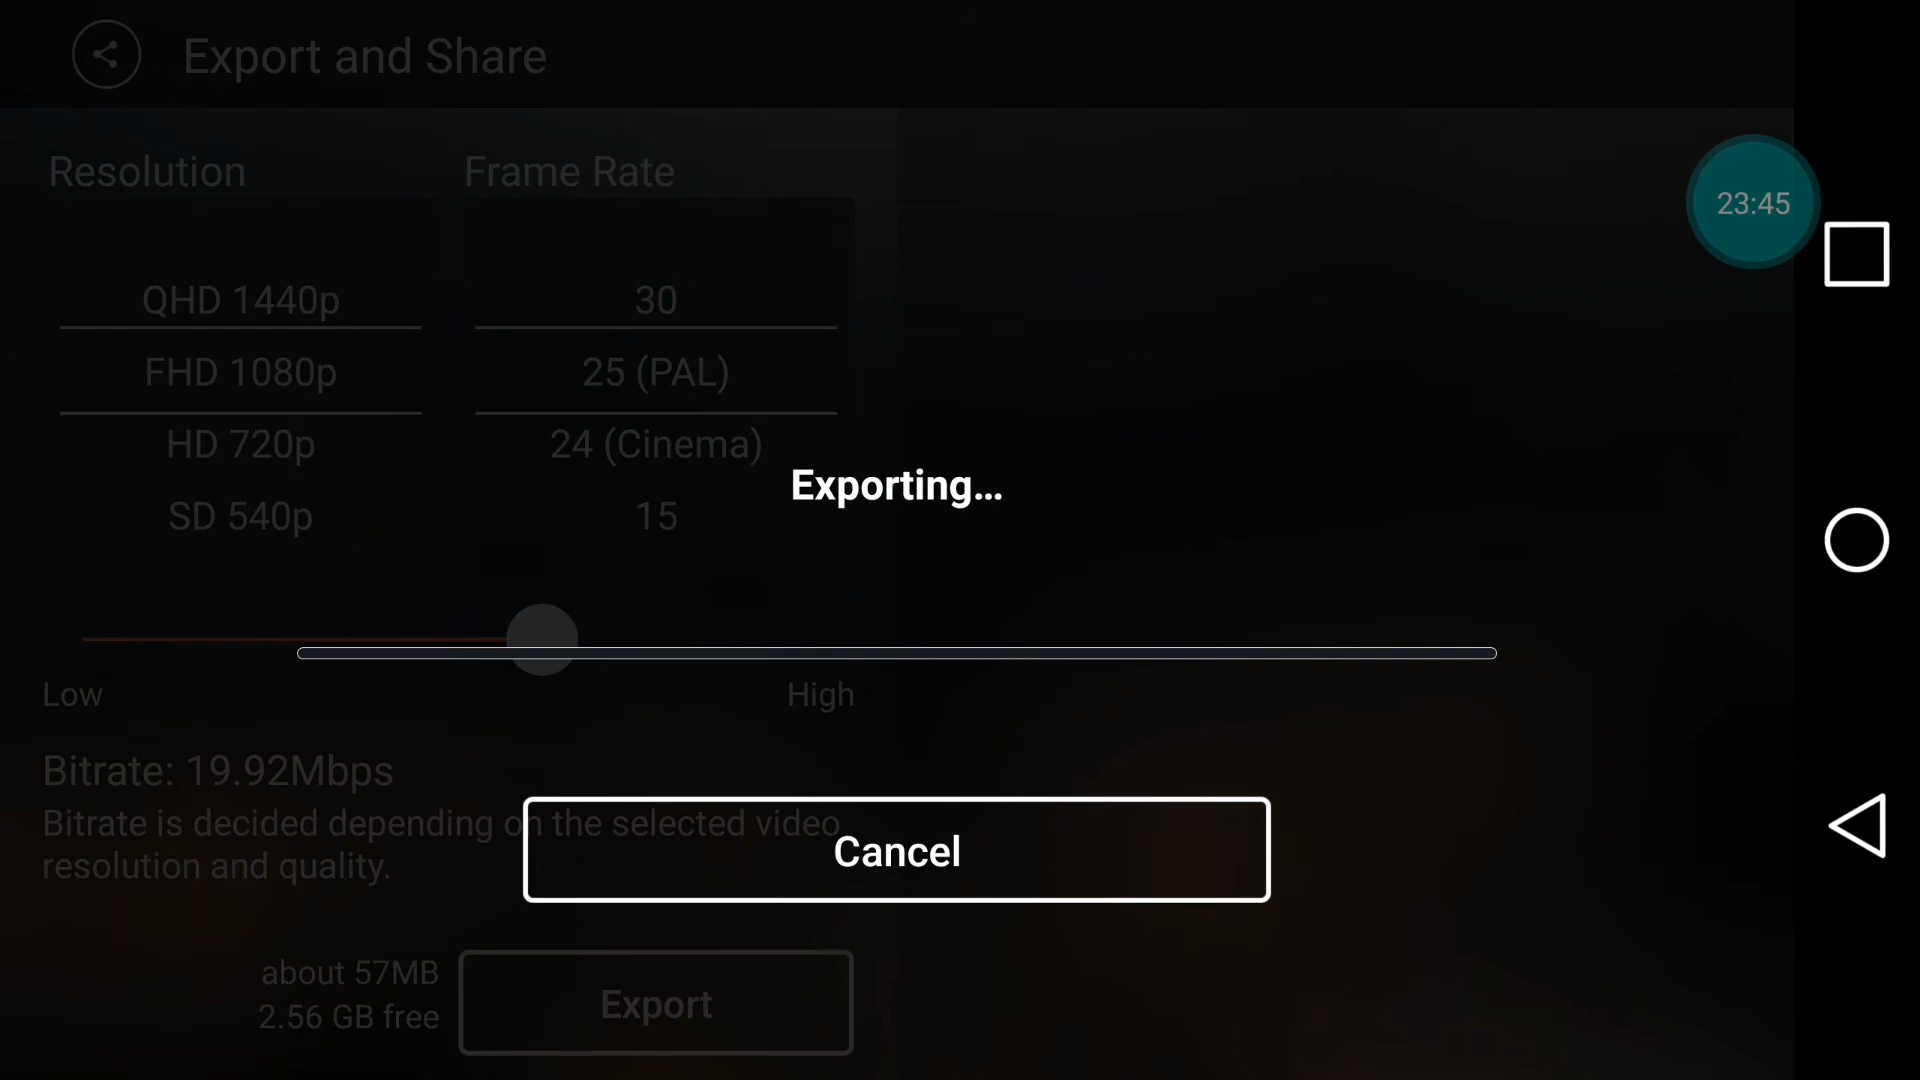 Export and Share
Resolution
Frame Rate
23:45
QHD 1440p
30
FHD 1080p
25 (PAL)
HD 720p
24 (Cinema)
Exporting...
SD 540p
15
Low
High
Bitrate: 19.92Mbps
Bitrate is decided depending on the selected video
resolution and quality.
Cancel
about 57MB
2.56 GB free
Export